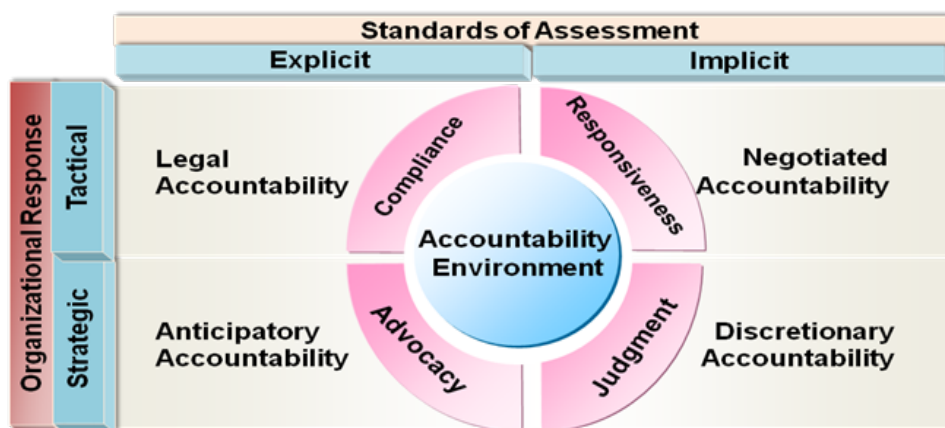 Standards of Assessment
Explicit
Implicit
Organizational Response
Tactical
Legal
Accountability
Compliance
Responsiveness
Negotiated
Accountability
Accountability
Environment
Strategic
Anticipatory
Accountability
Advocacy
Judgment
Discretionary
Accountability